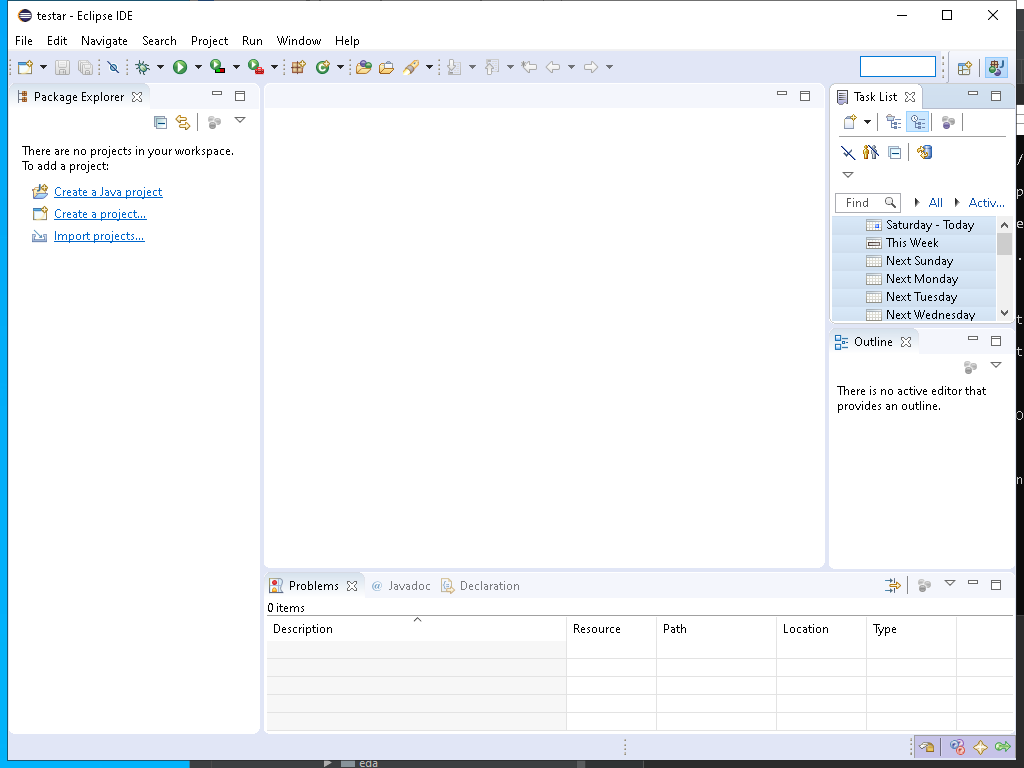 testar - Eclipse IDE
File Edit Navigate Search Project Run Window Help
Package Explorer
There are no projects in your workspace.
To add a project:
Create a Java project
Create a project...
Import projects...
Task List
Find All Activ...
Saturday - Today
This Week
Next Sunday
Next Monday
Next Tuesday
Next Wednesday
Outline
There is no active editor that
provides an outline.
Problems @ Javadoc Declaration
0 items
Description Resource Path Location Type
eda